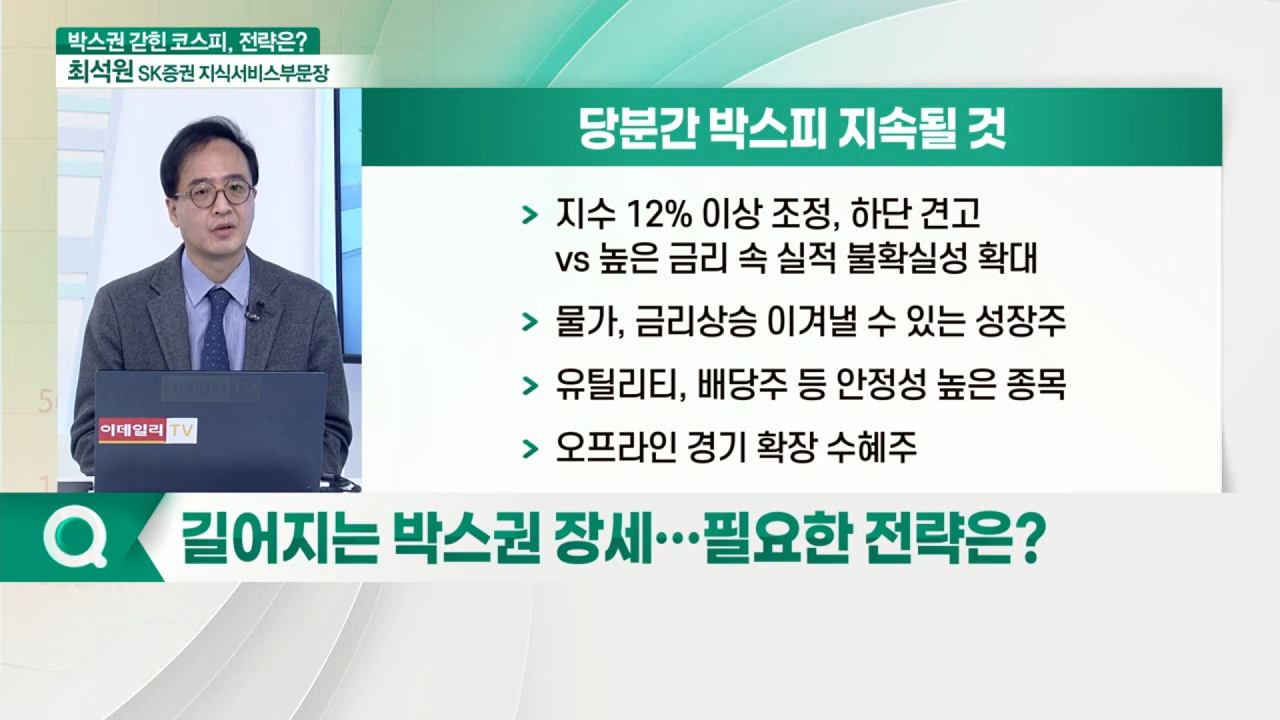 박스권 갇힌 코스피, 전략은?
최석원 SK증권 지식서비스부문장
당분간 박스피 지속될 것
> 지수 12% 이상 조정, 하단 견고
vs 높은 금리 속 실적 불확실성 확대
> 물가, 금리상승 이겨낼 수 있는 성장주
> 유틸리티, 배당주 등 안정성 높은 종목
> 오프라인 경기 확장 수혜주
이데일리 TV
Q 길어지는 박스권 장세…필요한 전략은?